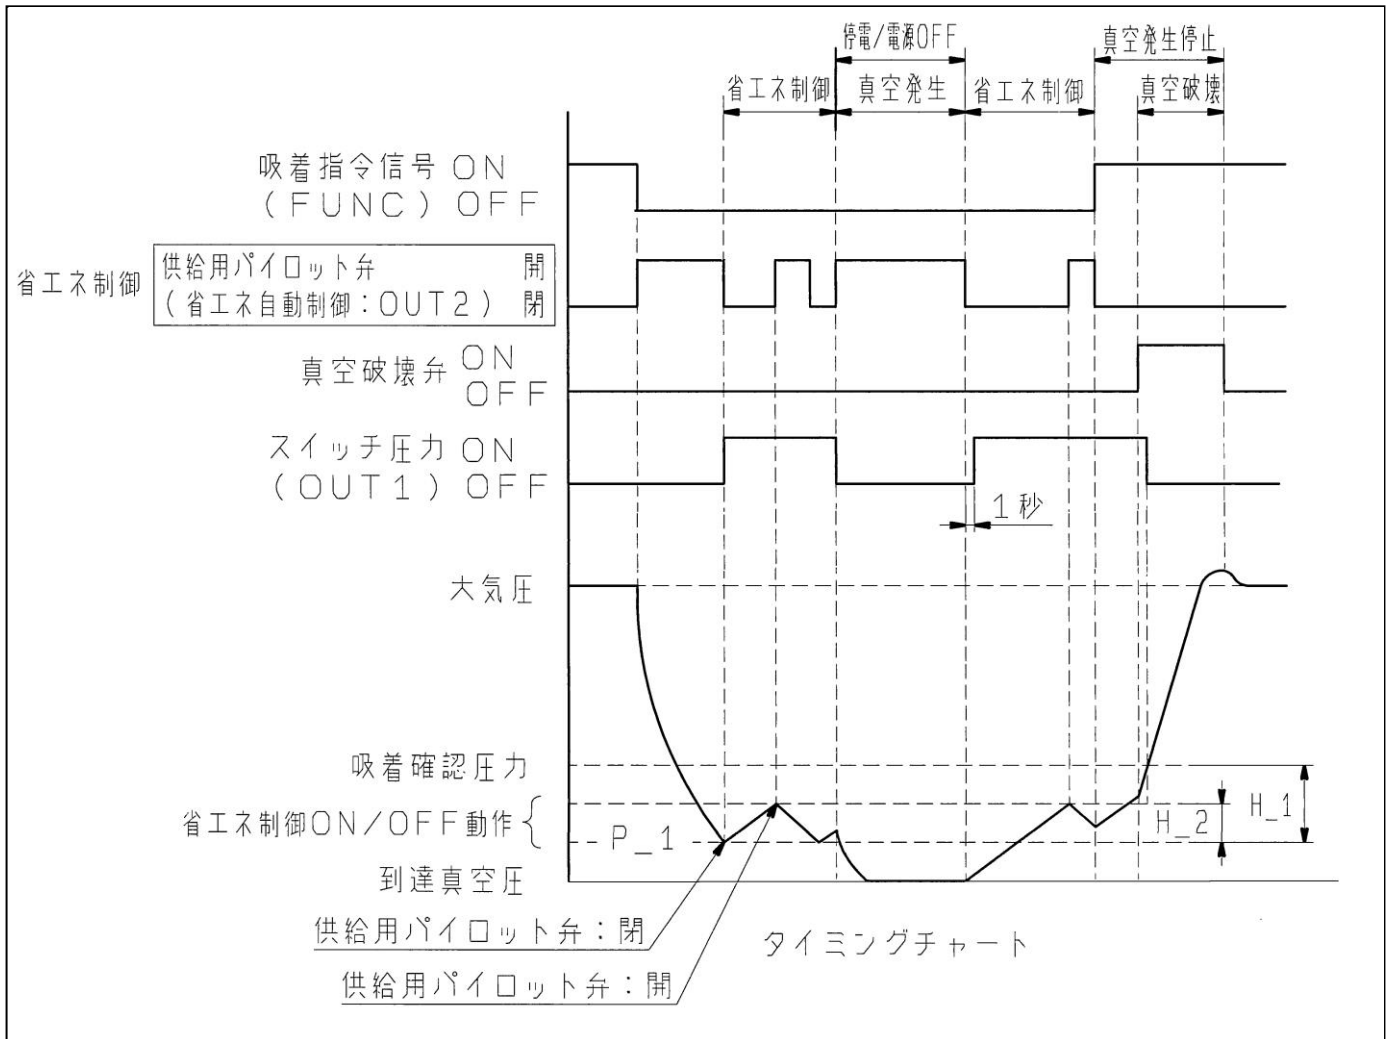 停電/電源OFF
真空発生停止
省エネ制御
真空発生
省エネ制御
真空破壊
吸着指令信号 ON
(FUNC) OFF
省エネ制御
供給用パイロット弁 開
(省エネ自動制御:OUT2) 閉
真空破壊弁 ON
OFF
スイッチ圧力 ON
(OUT1) OFF
1秒
大気圧
吸着確認圧力
H_1
省エネ制御ON/OFF動作
H_2
P_1
到達真空圧
供給用パイロット弁:閉
タイミングチャート
供給用パイロット弁:開